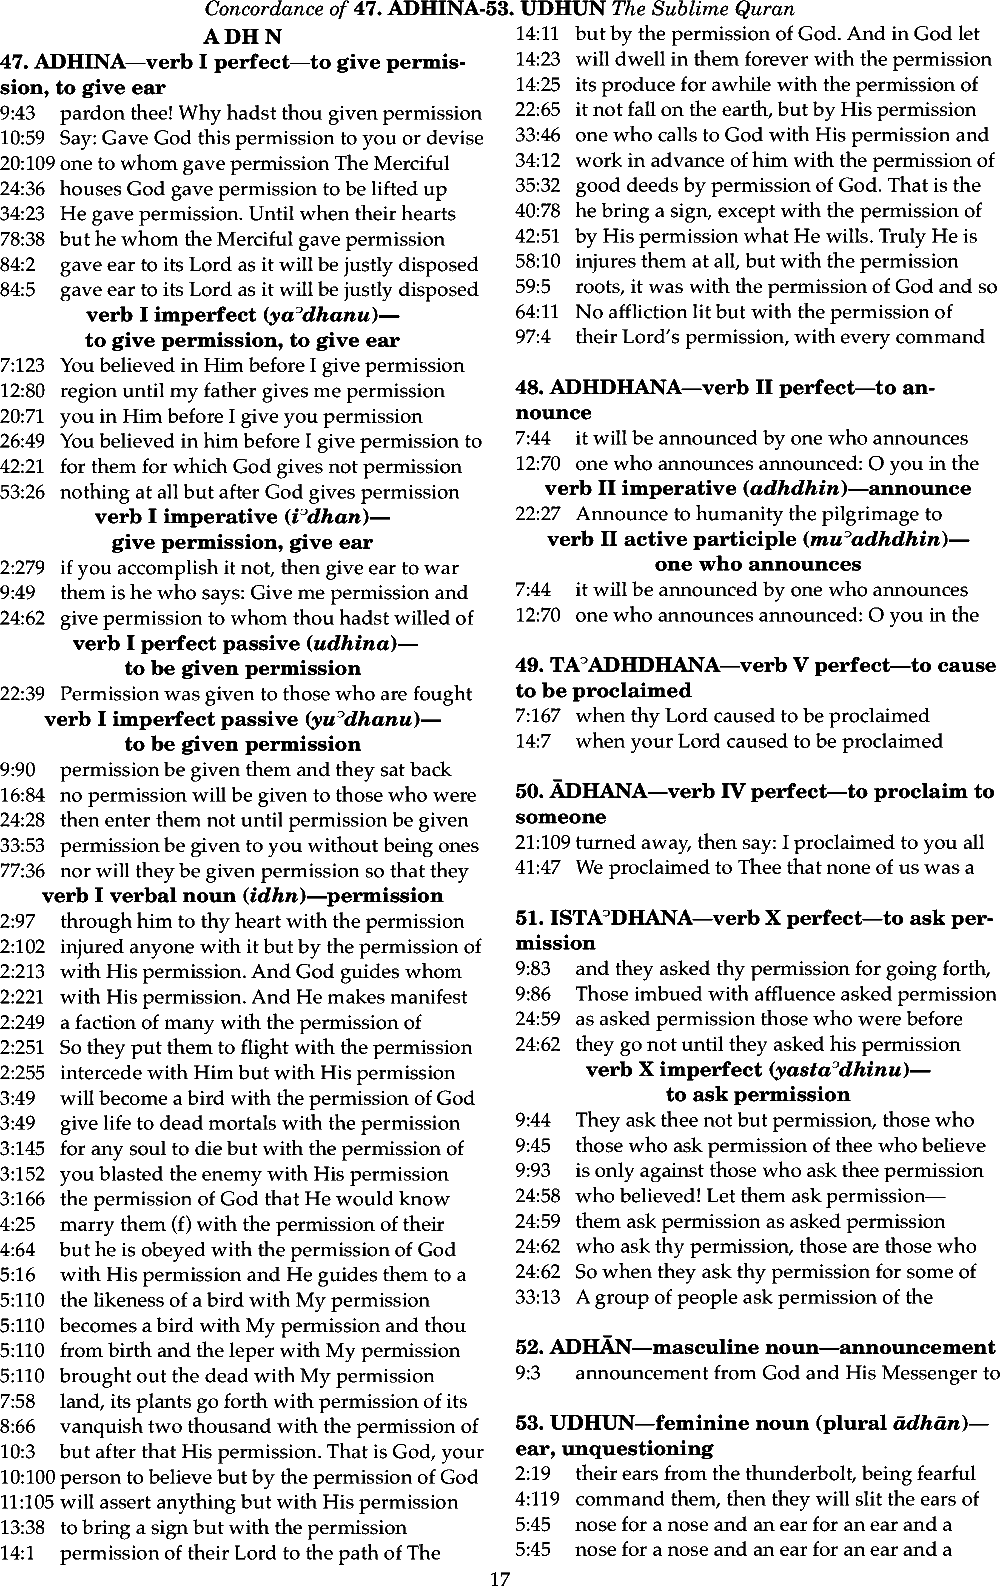 Concordance of 47. ADHINA-53. UDHUN The Sublime Quran
A DH N
47. ADHINA—verb I perfect—to give permis-
sion, to give ear
9:43 pardon thee! Why hadst thou given permission
10:59 Say: Gave God this permission to you or devise
20:109 one to whom gave permission The Merciful
24:36 houses God gave permission to be lifted up
34:23 He gave permission. Until when their hearts
78:38 but he whom the Merciful gave permission
84:2 gave ear to its Lord as it will be justly disposed
84:5 gave ear to its Lord as it will be justly disposed
verb I imperfect (yaʾdhanu)—
to give permission, to give ear
7:123 You believed in Him before I give permission
12:80 region until my father gives me permission
20:71 you in Him before I give you permission
26:49 You believed in him before I give permission to
42:21 for them for which God gives not permission
53:26 nothing at all but after God gives permission
verb I imperative (iʾdhan)—
give permission, give ear
2:279 if you accomplish it not, then give ear to war
9:49 them is he who says: Give me permission and
24:62 give permission to whom thou hadst willed of
verb I perfect passive (udhina)—
to be given permission
22:39 Permission was given to those who are fought
verb I imperfect passive (yuʾdhanu)—
to be given permission
9:90 permission be given them and they sat back
16:84 no permission will be given to those who were
24:28 then enter them not until permission be given
33:53 permission be given to you without being ones
77:36 nor will they be given permission so that they
verb I verbal noun (idhn)—permission
2:97 through him to thy heart with the permission
2:102 injured anyone with it but by the permission of
2:213 with His permission. And God guides whom
2:221 with His permission. And He makes manifest
2:249 a faction of many with the permission of
2:251 So they put them to flight with the permission
2:255 intercede with Him but with His permission
3:49 will become a bird with the permission of God
3:49 give life to dead mortals with the permission
3:145 for any soul to die but with the permission of
3:152 you blasted the enemy with His permission
3:166 the permission of God that He would know
4:25 marry them (f) with the permission of their
4:64 but he is obeyed with the permission of God
5:16 with His permission and He guides them to a
5:110 the likeness of a bird with My permission
5:110 becomes a bird with My permission and thou
5:110 from birth and the leper with My permission
5:110 brought out the dead with My permission
7:58 land, its plants go forth with permission of its
8:66 vanquish two thousand with the permission of
10:3 but after that His permission. That is God, your
10:100 person to believe but by the permission of God
11:105 will assert anything but with His permission
13:38 to bring a sign but with the permission
14:1 permission of their Lord to the path of The
14:11 but by the permission of God. And in God let
14:23 will dwell in them forever with the permission
14:25 its produce for awhile with the permission of
22:65 it not fall on the earth, but by His permission
33:46 one who calls to God with His permission and
34:12 work in advance of him with the permission of
35:32 good deeds by permission of God. That is the
40:78 he bring a sign, except with the permission of
42:51 by His permission what He wills. Truly He is
58:10 injures them at all, but with the permission
59:5 roots, it was with the permission of God and so
64:11 No affliction lit but with the permission of
97:4 their Lord's permission, with every command
48. ADHDHANA—verb II perfect—to an-
nounce
7:44 it will be announced by one who announces
12:70 one who announces announced: O you in the
verb II imperative (adhdhin)—announce
22:27 Announce to humanity the pilgrimage to
verb II active participle (muʾadhdhin)—
one who announces
7:44 it will be announced by one who announces
12:70 one who announces announced: O you in the
49. TAʾADHDHANA—verb V perfect—to cause
to be proclaimed
7:167 when thy Lord caused to be proclaimed
14:7 when your Lord caused to be proclaimed
50. ĀDHANA—verb IV perfect—to proclaim to
someone
21:109 turned away, then say: I proclaimed to you all
41:47 We proclaimed to Thee that none of us was a
51. ISTAʾDHANA—verb X perfect—to ask per-
mission
9:83 and they asked thy permission for going forth,
9:86 Those imbued with affluence asked permission
24:59 as asked permission those who were before
24:62 they go not until they asked his permission
verb X imperfect (yastaʾdhinu)—
to ask permission
9:44 They ask thee not but permission, those who
9:45 those who ask permission of thee who believe
9:93 is only against those who ask thee permission
24:58 who believed! Let them ask permission—
24:59 them ask permission as asked permission
24:62 who ask thy permission, those are those who
24:62 So when they ask thy permission for some of
33:13 A group of people ask permission of the
52. ADHĀN—masculine noun—announcement
9:3 announcement from God and His Messenger to
53. UDHUN—feminine noun (plural ādhān)—
ear, unquestioning
2:19 their ears from the thunderbolt, being fearful
4:119 command them, then they will slit the ears of
5:45 nose for a nose and an ear for an ear and a
5:45 nose for a nose and an ear for an ear and a
17